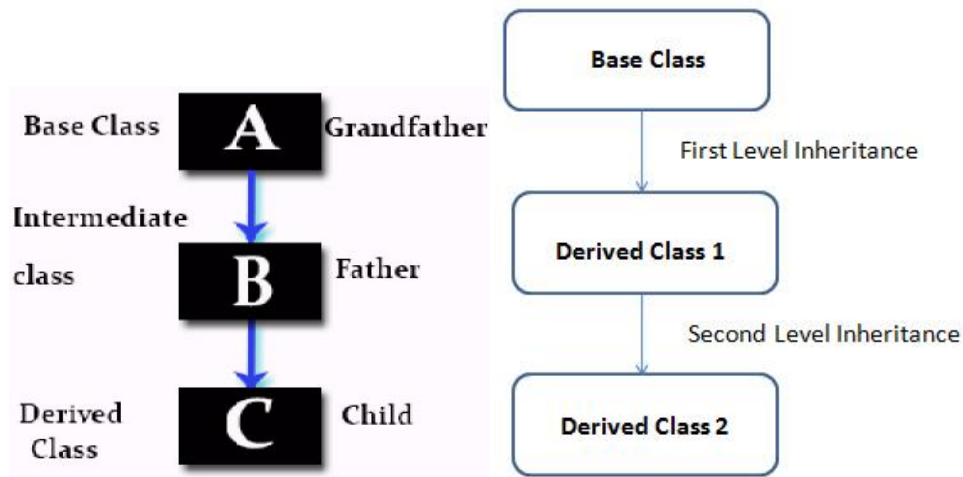 Base Class
A
Grandfather
Intermediate
class
B
Father
Derived
Class
C
Child
Base Class
First Level Inheritance
Derived Class 1
Second Level Inheritance
Derived Class 2